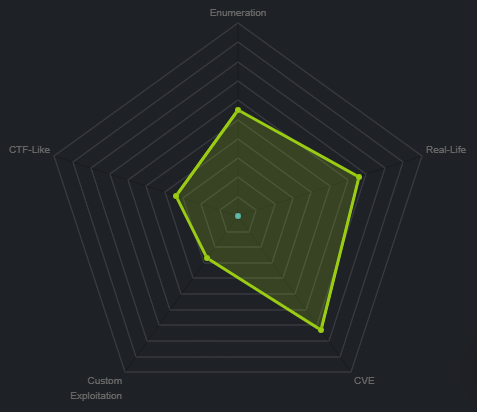 Enumeration
CTF-Like
Real-Life
Custom
Exploitation
CVE